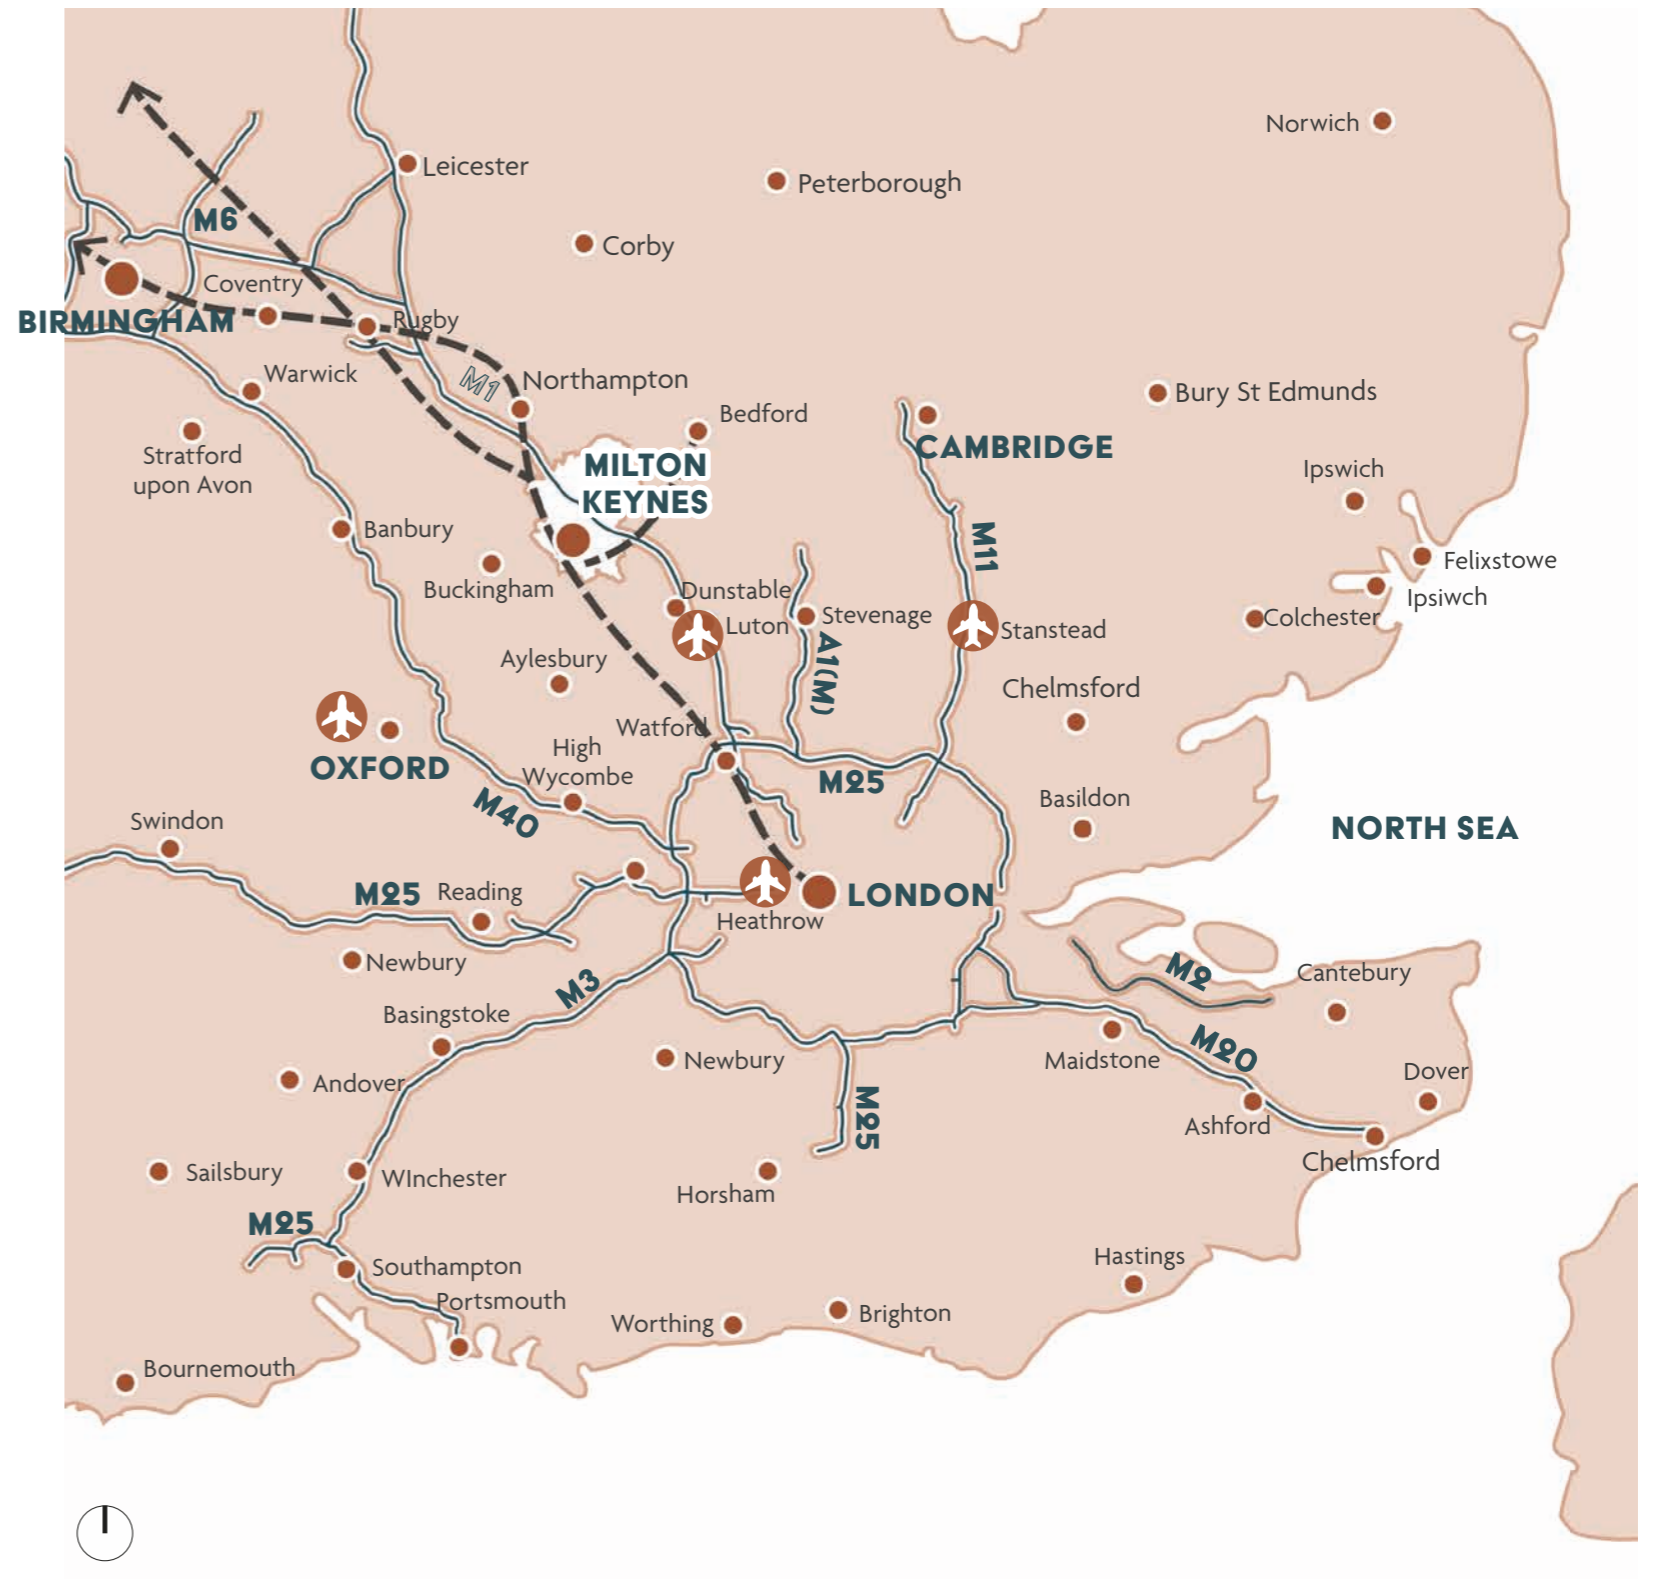 Norwich
Leicester
Peterborough
M6
Corby
Coventry
BIRMINGHAM
Rugby
Warwick
M1
Northampton
Bury St Edmunds
Bedford
CAMBRIDGE
Stratford
upon Avon
MILTON
KEYNES
Ipswich
Banbury
M11
Felixstowe
Buckingham
Dunstable
Ipsiwch
Luton
Stevenage
Stanstead
Colchester
A1(M)
Aylesbury
Chelmsford
Watford
OXFORD
High
Wycombe
M25
M40
Basildon
Swindon
NORTH SEA
M25
Reading
LONDON
Heathrow
Newbury
M3
M2
Cantebury
Basingstoke
M20
Newbury
Maidstone
Dover
Andover
M25
Ashford
Chelmsford
Sailsbury
WInchester
Horsham
M25
Southampton
Hastings
Portsmouth
Worthing
Brighton
Bournemouth